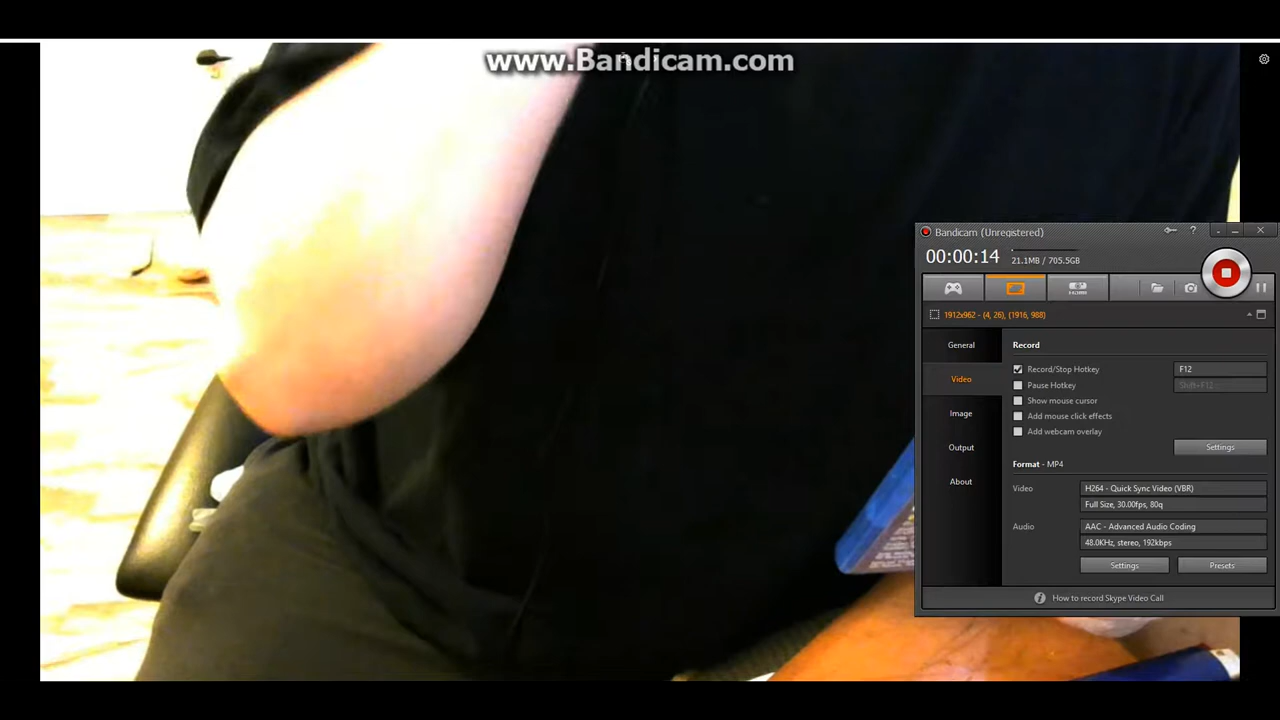 www.Bandicam.com
Bandicam (Unregistered)
?
00:00:14
21.1MB / 705.5GB
1912x962 - (4, 26), (1916, 988)
General
Video
Image
Output
About
Record
Record/Stop Hotkey
F12
Pause Hotkey
Shift+F12
Show mouse cursor
Add mouse click effects
Add webcam overlay
Settings
Format - MP4
Video
H264 - Quick Sync Video (VBR)
Full Size, 30.00fps, 80q
Audio
AAC - Advanced Audio Coding
48.0KHz, stereo, 192kbps
Settings
Presets
How to record Skype Video Call